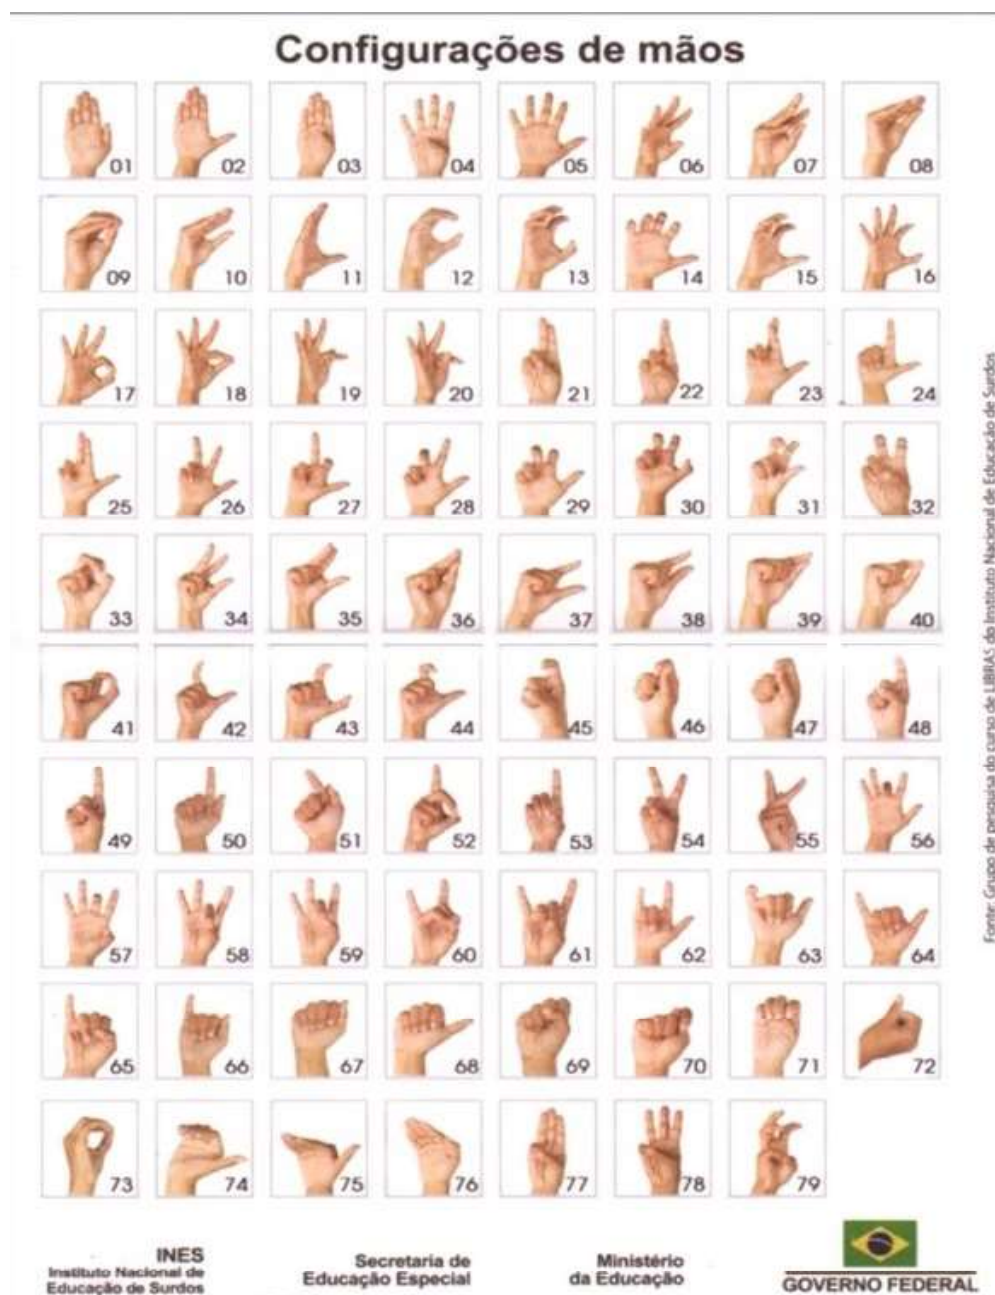 Configurações de mãos
01 02 03 04 05 06 07 08
09 10 11 12 13 14 15 16
17 18 19 20 21 22 23 24
25 26 27 28 29 30 31 32
33 34 35 36 37 38 39 40
41 42 43 44 45 46 47 48
49 50 51 52 53 54 55 56
57 58 59 60 61 62 63 64
65 66 67 68 69 70 71 72
73 74 75 76 77 78 79
Fonte: Grupo de pesquisa do curso de LIBRAS do Instituto Nacional de Educação de Surdos
INES
Instituto Nacional de
Educação de Surdos
Secretaria de
Educação Especial
Ministério
da Educação
GOVERNO FEDERAL